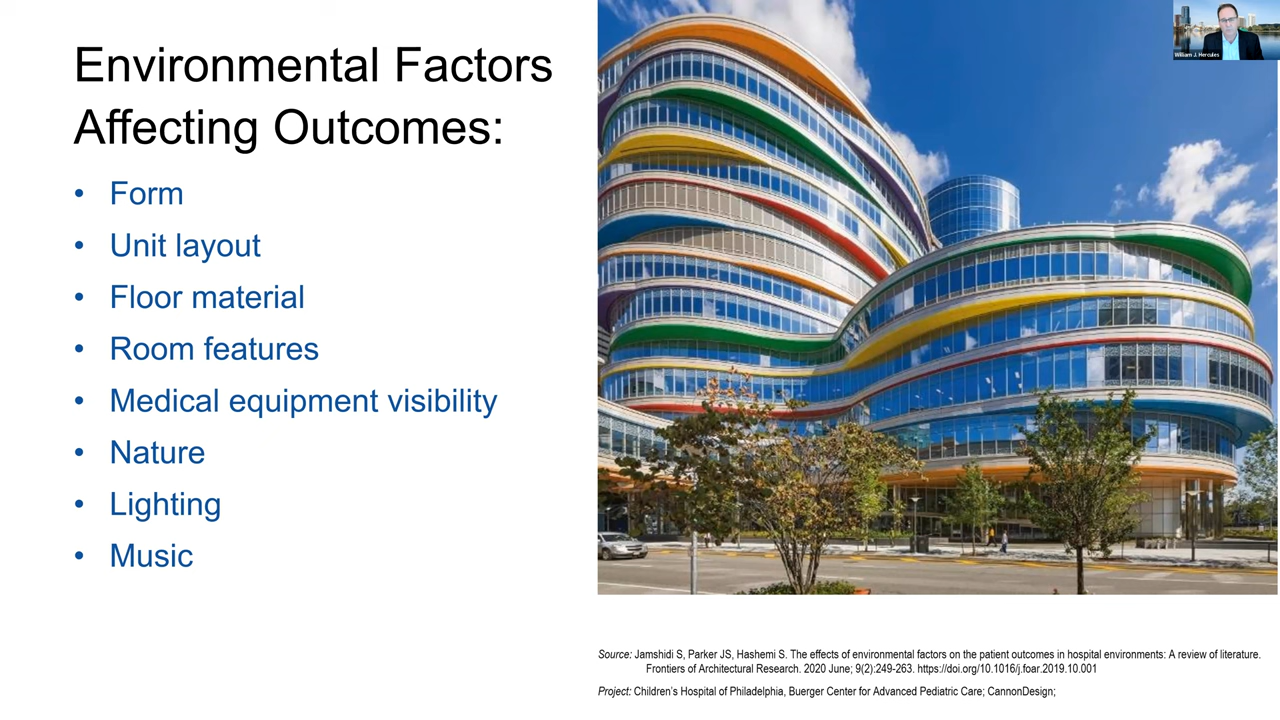 Environmental Factors
Affecting Outcomes:
• Form
• Unit layout
• Floor material
• Room features
• Medical equipment visibility
• Nature
• Lighting
• Music
William J. Hercules
Source: Jamshidi S, Parker JS, Hashemi S. The effects of environmental factors on the patient outcomes in hospital environments: A review of literature.
Frontiers of Architectural Research. 2020 June; 9(2):249-263. https://doi.org/10.1016/j.foar.2019.10.001
Project: Children's Hospital of Philadelphia, Buerger Center for Advanced Pediatric Care; CannonDesign;